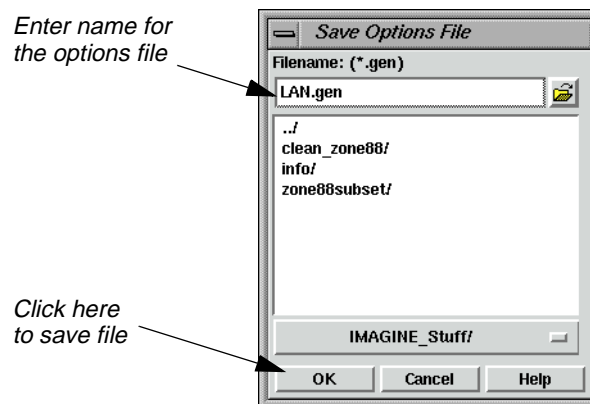 Enter name for
the options file
Save Options File
Filename: (*.gen)
LAN.gen
../
clean_zone88/
info/
zone88subset/
Click here
to save file
IMAGINE_Stuff/
OK Cancel Help